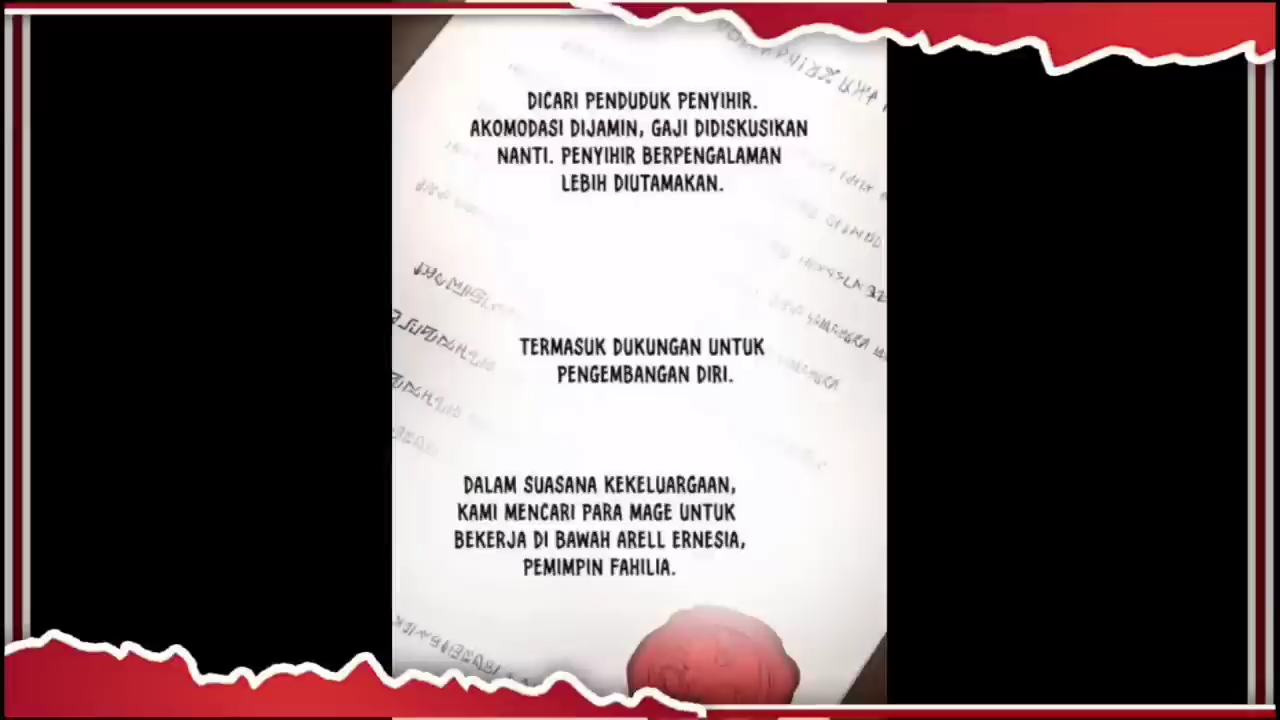 DICARI PENDUDUK PENYIHIR.
AKOMODASI DIJAMIN, GAJI DIDISKUSIKAN
NANTI. PENYIHIR BERPENGALAMAN
LEBIH DIUTAMAKAN.
TERMASUK DUKUNGAN UNTUK
PENGEMBANGAN DIRI.
DALAM SUASANA KEKELUARGAAN,
KAMI MENCARI PARA MAGE UNTUK
BEKERJA DI BAWAH ARELL ERNESIA,
PEMIMPIN FAHILIA.